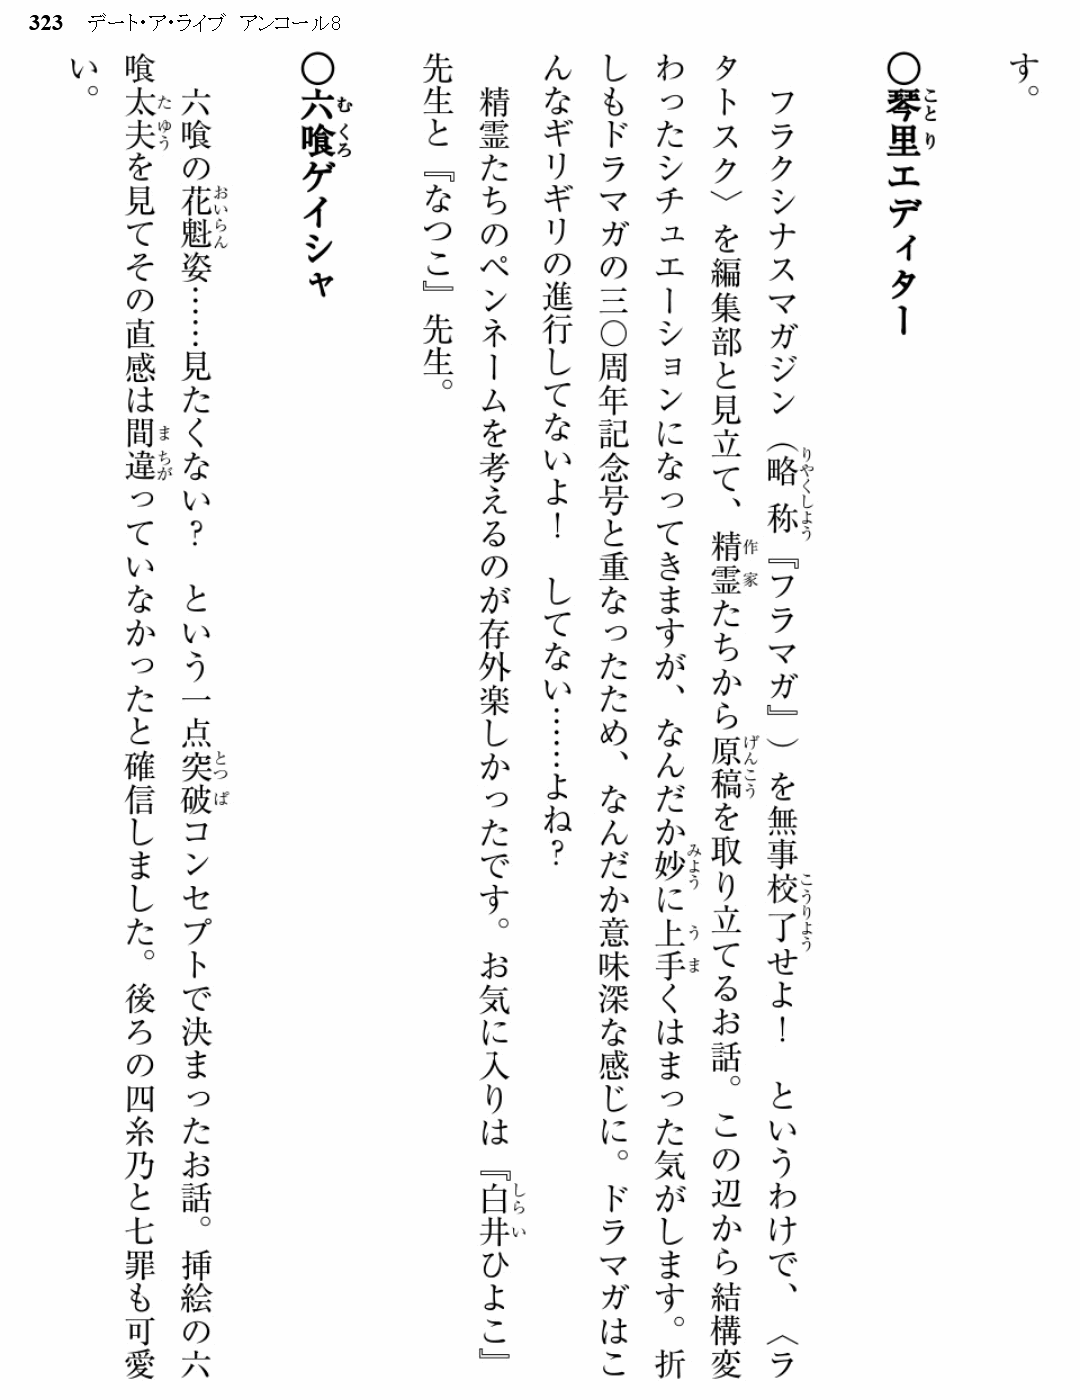 323 デート・ア・ライブ アンコール8
す。
〇琴里エディター
フラクシナスマガジン（略称『フラマガ』）を無事校了せよ！　というわけで、〈ラ
タトスク〉を編集部と見立て、精霊たちから原稿を取り立てるお話。この辺から結構変
わったシチュエーションになってきますが、なんだか妙に上手くはまった気がします。折
しもドラマガの三〇周年記念号と重なったため、なんだか意味深な感じに。ドラマガはこ
んなギリギリの進行してないよ！　してない……よね？
精霊たちのペンネームを考えるのが存外楽しかったです。お気に入りは『白井ひよこ』
先生と『なつこ』先生。
〇六喰ゲイシャ
六喰の花魁姿……見たくない？　という一点突破コンセプトで決まったお話。挿絵の六
喰太夫を見てその直感は間違っていなかったと確信しました。後ろの四糸乃と七罪も可愛
い。